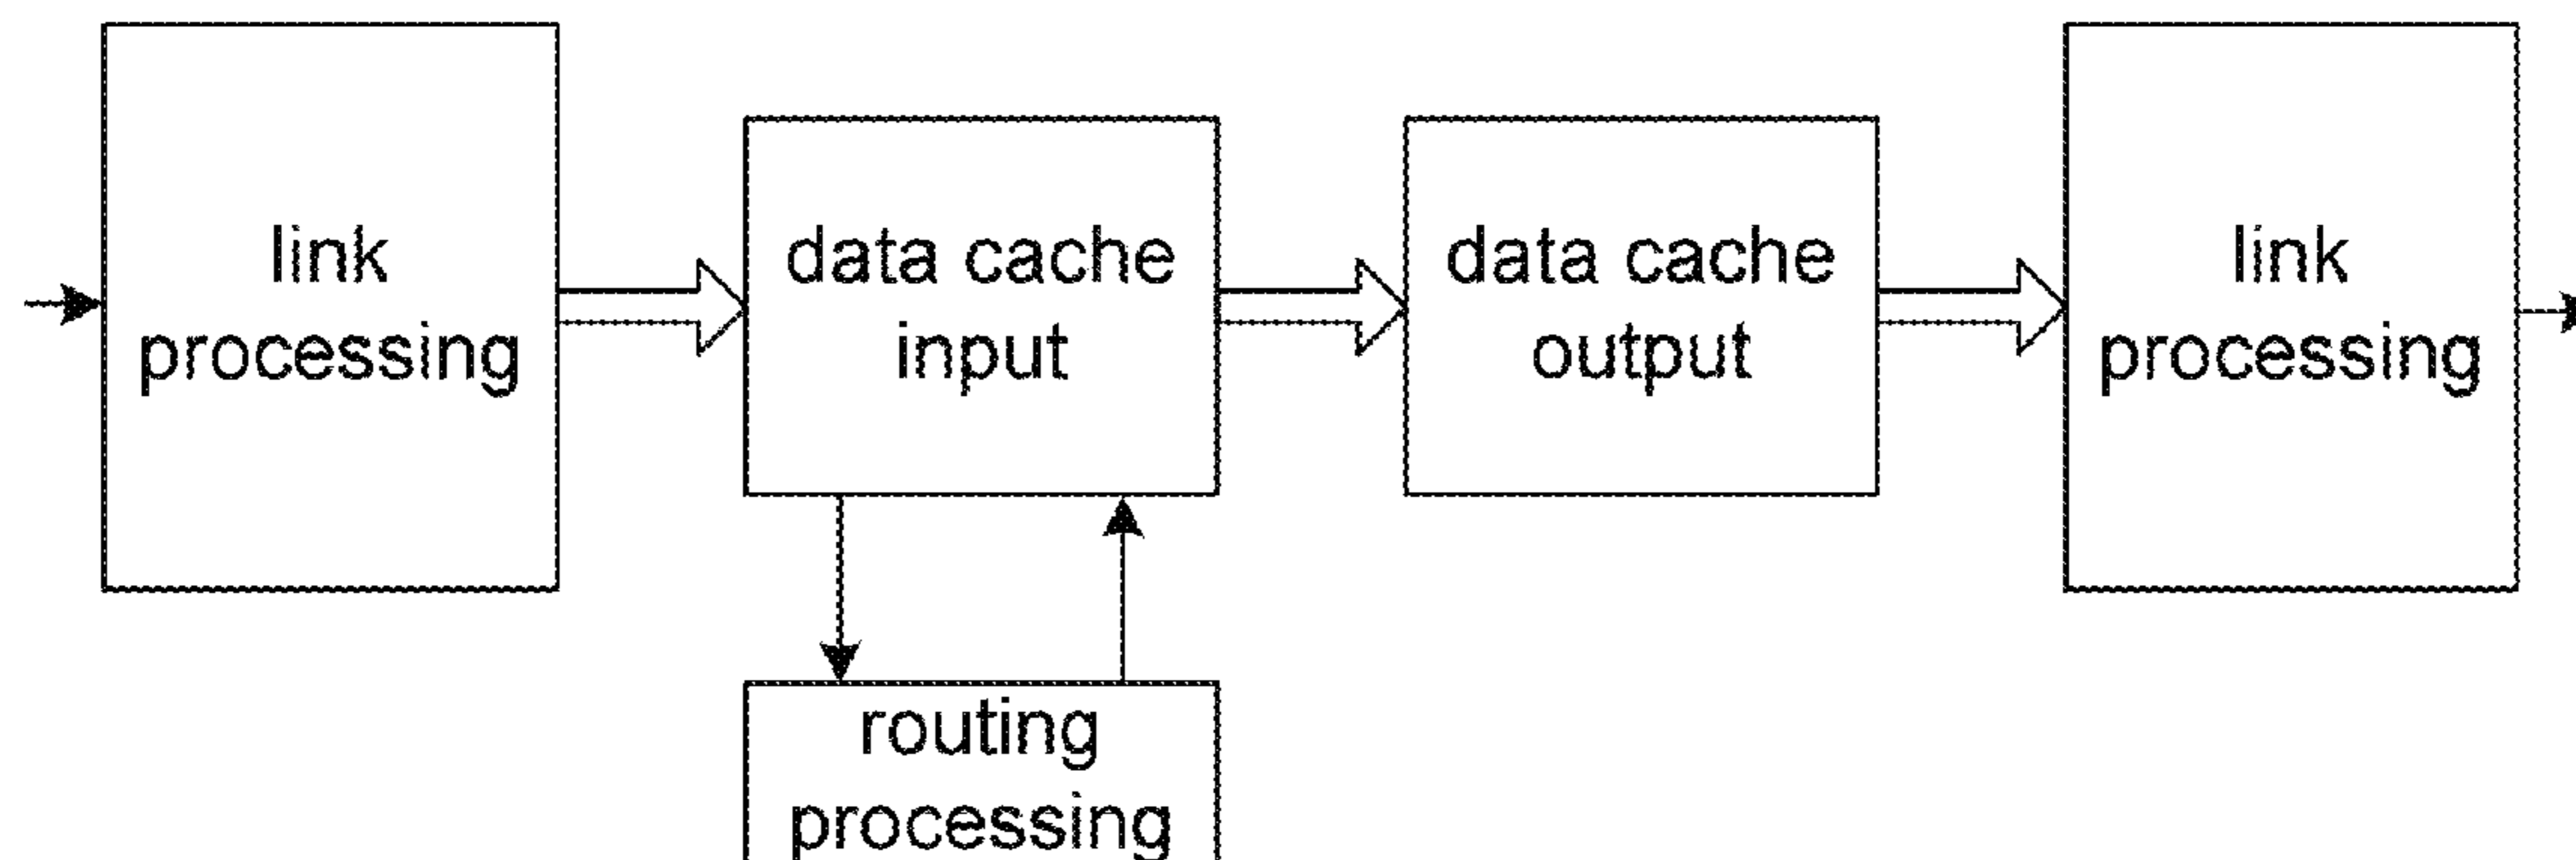 link
processing
data cache
input
data cache
output
link
processing
routing
processing